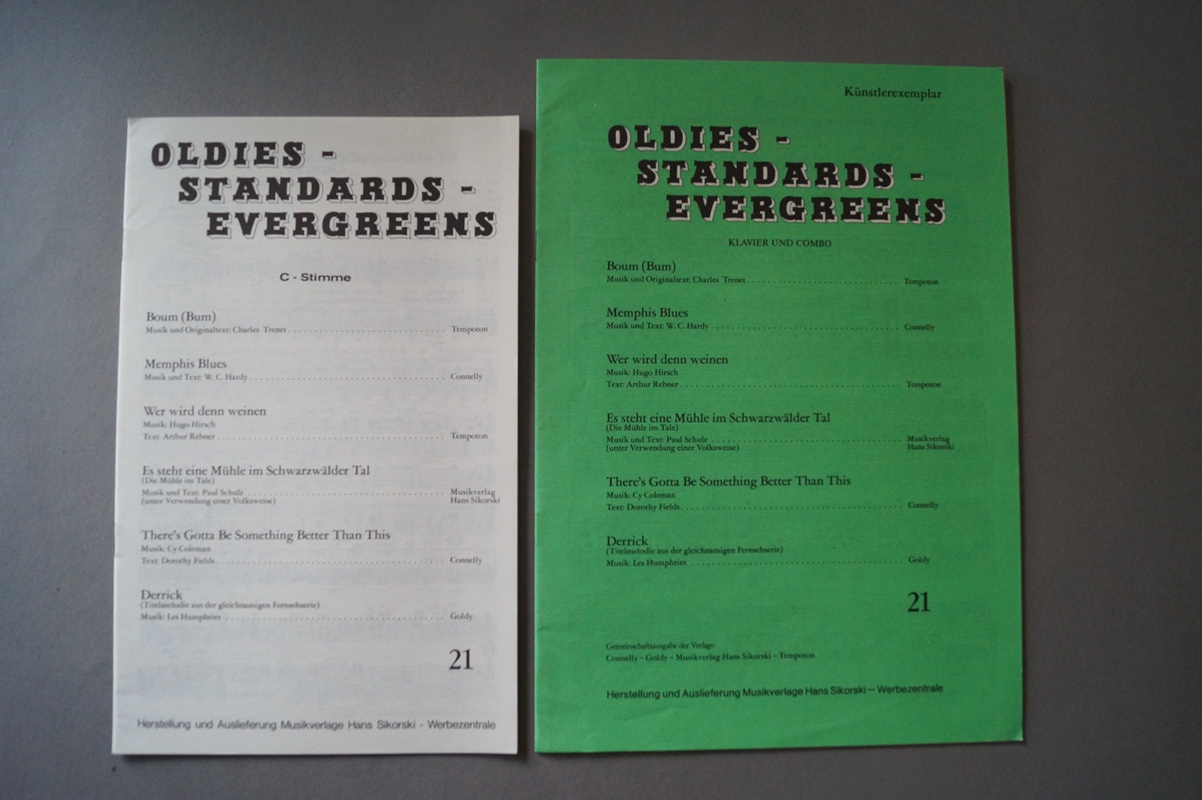 OLDIES -
STANDARDS -
EVERGREENS
C - Stimme
Boum (Bum)
Musik und Originaltext: Charles Trenet . . . . . . . . . . . . . . . . . . . . Tempoton
Memphis Blues
Musik und Text: W. C. Hardy . . . . . . . . . . . . . . . . . . . . Connelly
Wer wird denn weinen
Musik: Hugo Hirsch
Text: Arthur Rebner . . . . . . . . . . . . . . . . . . . . Tempoton
Es steht eine Mühle im Schwarzwälder Tal
(Die Mühle im Tale)
Musik und Text: Paul Schule . . . . . . . . . . . . . . . . . . . . Musikverlag
(unter Verwendung einer Volksweise) Hans Sikorski
There's Gotta Be Something Better Than This
Musik: Cy Coleman
Text: Dorothy Fields . . . . . . . . . . . . . . . . . . . . Connelly
Derrick
(Titelmelodie aus der gleichnamigen Fernsehserie)
Musik: Les Humphries . . . . . . . . . . . . . . . . . . . . Goldy
21
Herstellung und Auslieferung Musikverlage Hans Sikorski - Werbezentrale
Künstlerexemplar
OLDIES -
STANDARDS -
EVERGREENS
KLAVIER UND COMBO
Boum (Bum)
Musik und Originaltext: Charles Trenet . . . . . . . . . . . . . . . . . . . . Tempoton
Memphis Blues
Musik und Text: W. C. Hardy . . . . . . . . . . . . . . . . . . . . Connelly
Wer wird denn weinen
Musik: Hugo Hirsch
Text: Arthur Rebner . . . . . . . . . . . . . . . . . . . . Tempoton
Es steht eine Mühle im Schwarzwälder Tal
(Die Mühle im Tale)
Musik und Text: Paul Schule . . . . . . . . . . . . . . . . . . . . Musikverlag
(unter Verwendung einer Volksweise) Hans Sikorski
There's Gotta Be Something Better Than This
Musik: Cy Coleman
Text: Dorothy Fields . . . . . . . . . . . . . . . . . . . . Connelly
Derrick
(Titelmelodie aus der gleichnamigen Fernsehserie)
Musik: Les Humphries . . . . . . . . . . . . . . . . . . . . Goldy
21
Gemeinschaftsausgabe der Verlage:
Connelly - Goldy - Musikverlag Hans Sikorski - Tempoton
Herstellung und Auslieferung Musikverlage Hans Sikorski — Werbezentrale